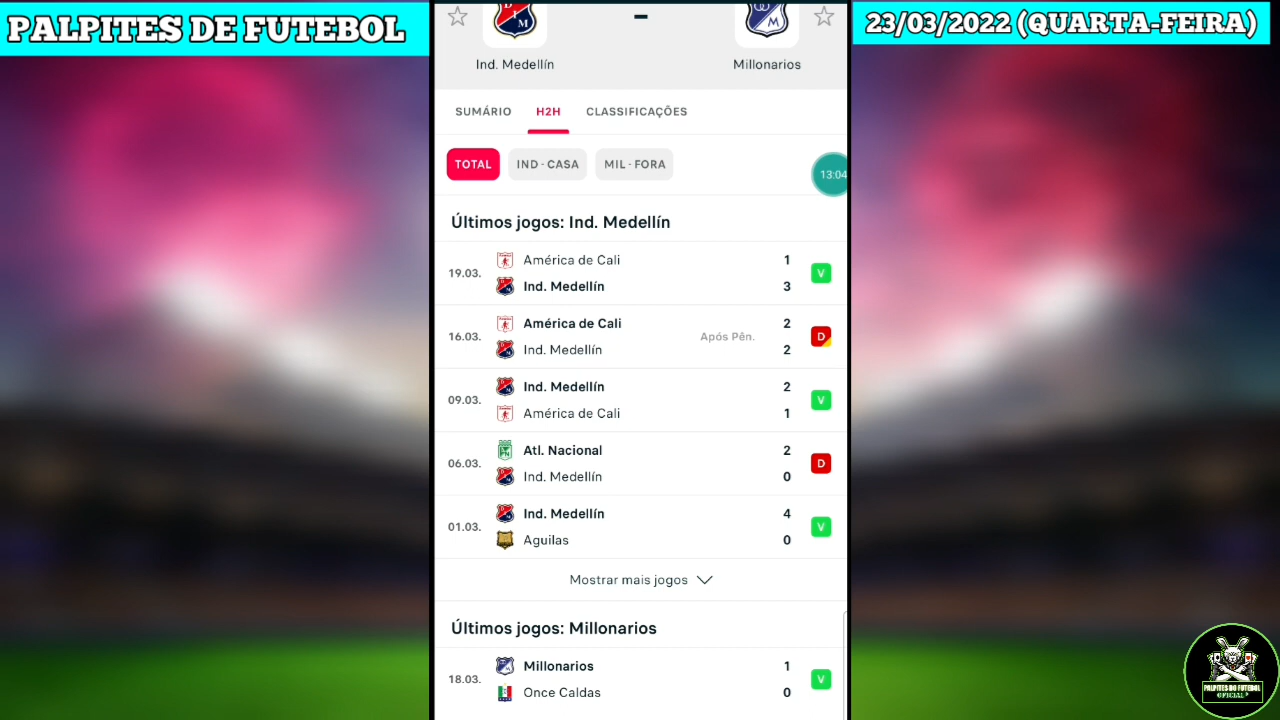 PALPITES DE FUTEBOL
23/03/2022 (QUARTA-FEIRA)
Ind. Medellín
-
Millonarios
SUMÁRIO H2H CLASSIFICAÇÕES
TOTAL IND - CASA MIL - FORA
13:04
Últimos jogos: Ind. Medellín
19.03.
América de Cali 1
Ind. Medellín 3
V
16.03.
América de Cali 2
Ind. Medellín 2
Após Pên.
D
09.03.
Ind. Medellín 2
América de Cali 1
V
06.03.
Atl. Nacional 2
Ind. Medellín 0
D
01.03.
Ind. Medellín 4
Aguilas 0
V
Mostrar mais jogos
Últimos jogos: Millonarios
18.03.
Millonarios 1
Once Caldas 0
V
PALPITES DO FUTEBOL
OFICIAL